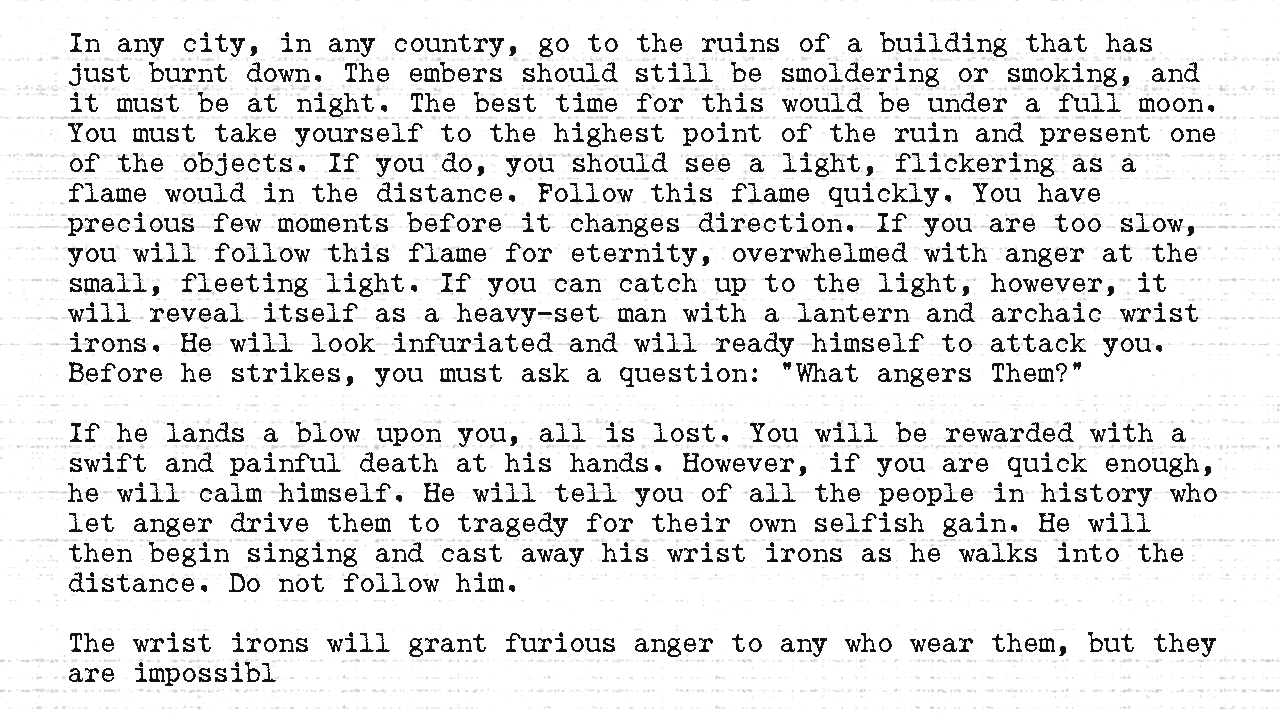 In any city, in any country, go to the ruins of a building that has
just burnt down. The embers should still be smoldering or smoking, and
it must be at night. The best time for this would be under a full moon.
You must take yourself to the highest point of the ruin and present one
of the objects. If you do, you should see a light, flickering as a
flame would in the distance. Follow this flame quickly. You have
precious few moments before it changes direction. If you are too slow,
you will follow this flame for eternity, overwhelmed with anger at the
small, fleeting light. If you can catch up to the light, however, it
will reveal itself as a heavy-set man with a lantern and archaic wrist
irons. He will look infuriated and will ready himself to attack you.
Before he strikes, you must ask a question: "What angers Them?"

If he lands a blow upon you, all is lost. You will be rewarded with a
swift and painful death at his hands. However, if you are quick enough,
he will calm himself. He will tell you of all the people in history who
let anger drive them to tragedy for their own selfish gain. He will
then begin singing and cast away his wrist irons as he walks into the
distance. Do not follow him.

The wrist irons will grant furious anger to any who wear them, but they
are impossibl